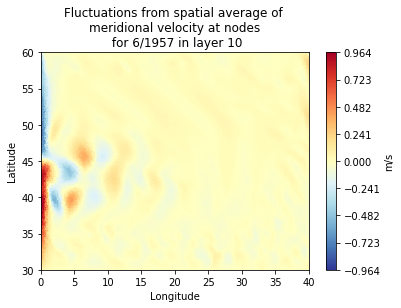 Fluctuations from spatial average of
meridional velocity at nodes
for 6/1957 in layer 10
60
55
50
45
40
35
30
Latitude
0 5 10 15 20 25 30 35 40
Longitude
0.964
0.723
0.482
0.241
0.000
−0.241
−0.482
−0.723
−0.964
m/s